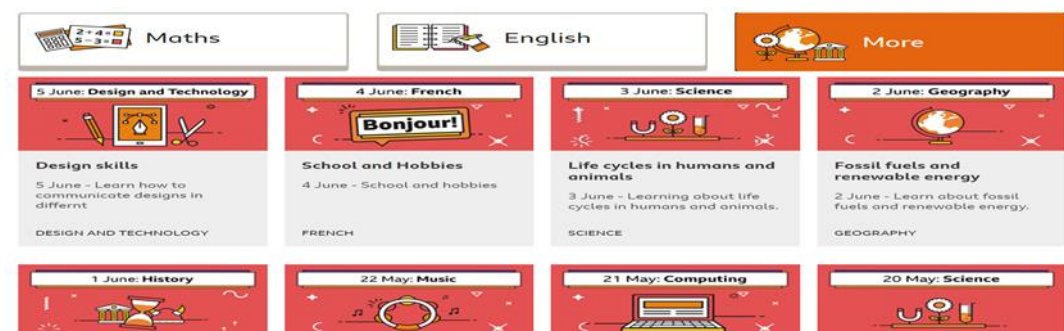 2+4=
5-3=
Maths
English
More
5 June: Design and Technology
4 June: French
3 June: Science
2 June: Geography
Bonjour!
Design skills
5 June - Learn how to
communicate designs in
differnt
DESIGN AND TECHNOLOGY
School and Hobbies
4 June - School and hobbies
FRENCH
Life cycles in humans and
animals
3 June - Learning about life
cycles in humans and animals.
SCIENCE
Fossil fuels and
renewable energy
2 June - Learn about fossil
fuels and renewable energy.
GEOGRAPHY
1 June: History
22 May: Music
21 May: Computing
20 May: Science